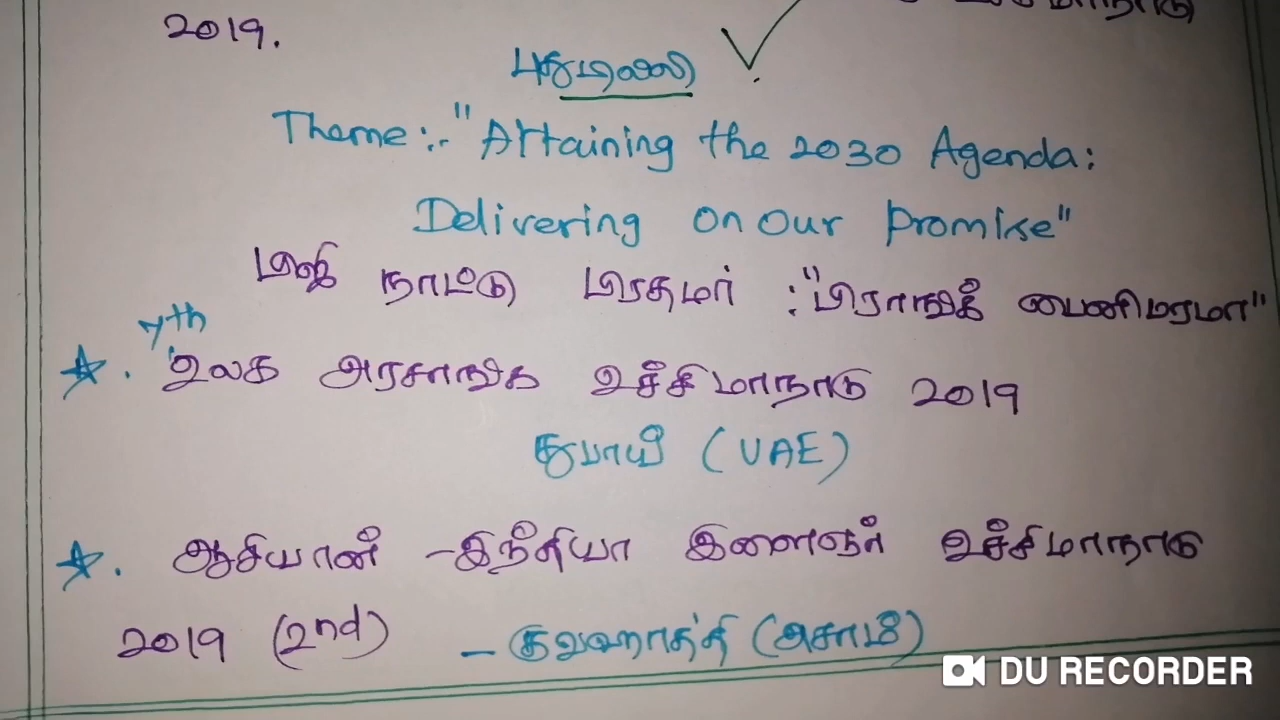 2019.
புதுடில்லி
Theme :- "Attaining the 2030 Agenda:
Delivering on our Promise"
பிஜி நாட்டு பிரதமர் : "பிராங்க் பைனிமரமா"
7th
உலக அரசாங்க உச்சிமாநாடு 2019
துபாய் (UAE)
ஆசியான் - இந்தியா இளைஞர் உச்சிமாநாடு
2019 (2nd) - குவஹாத்தி (அசாம்)
DU RECORDER